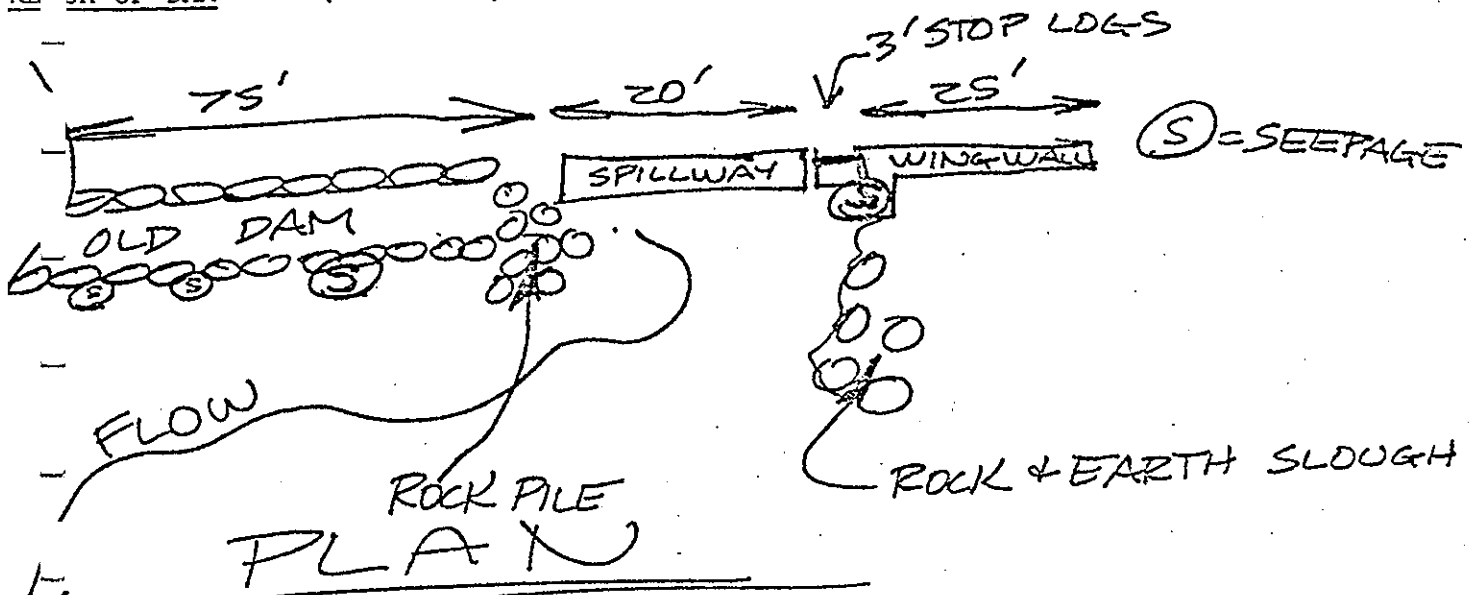 3' STOP LOGS
75'
20'
25'
SPILLWAY
WINGWALL
Ⓢ = SEEPAGE
OLD DAM
S
S
S
FLOW
ROCK PILE
ROCK + EARTH SLOUGH
PLAN